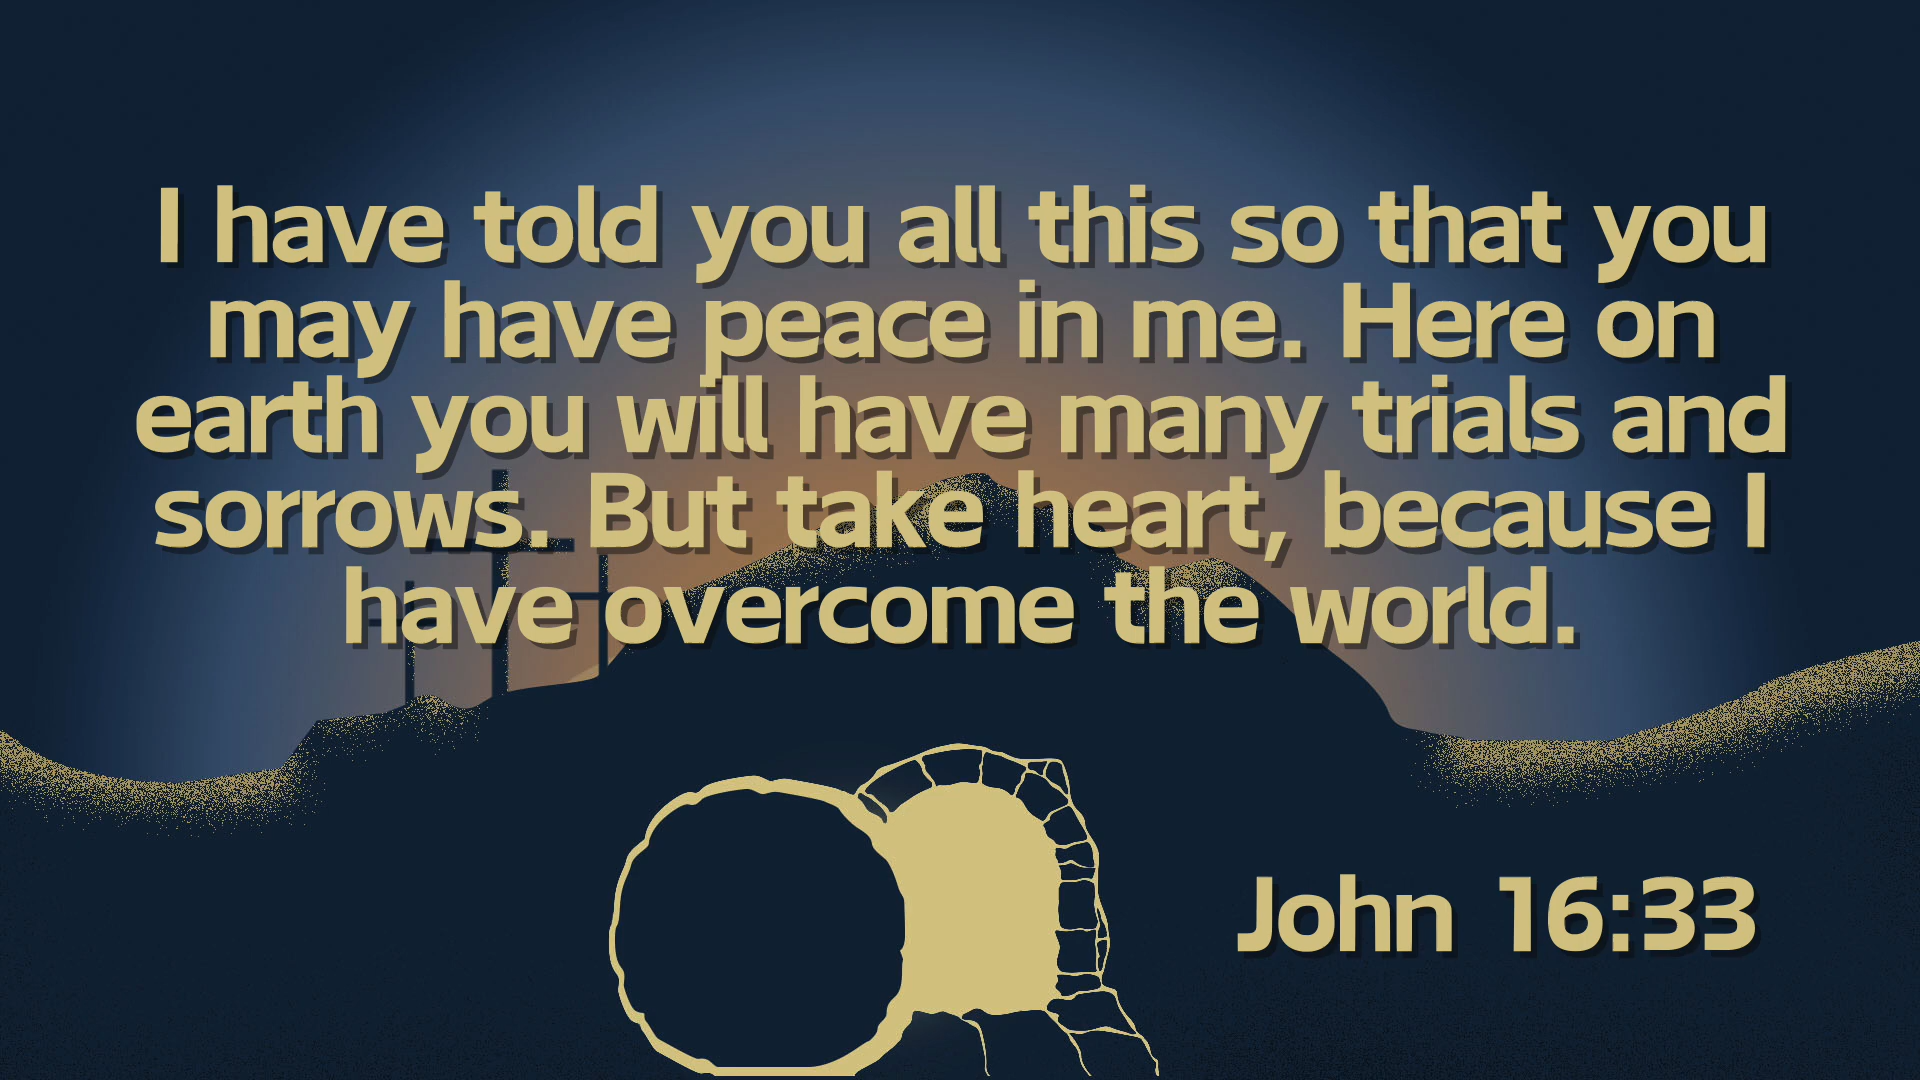 I have told you all this so that you
may have peace in me. Here on
earth you will have many trials and
sorrows. But take heart, because I
have overcome the world.
John 16:33